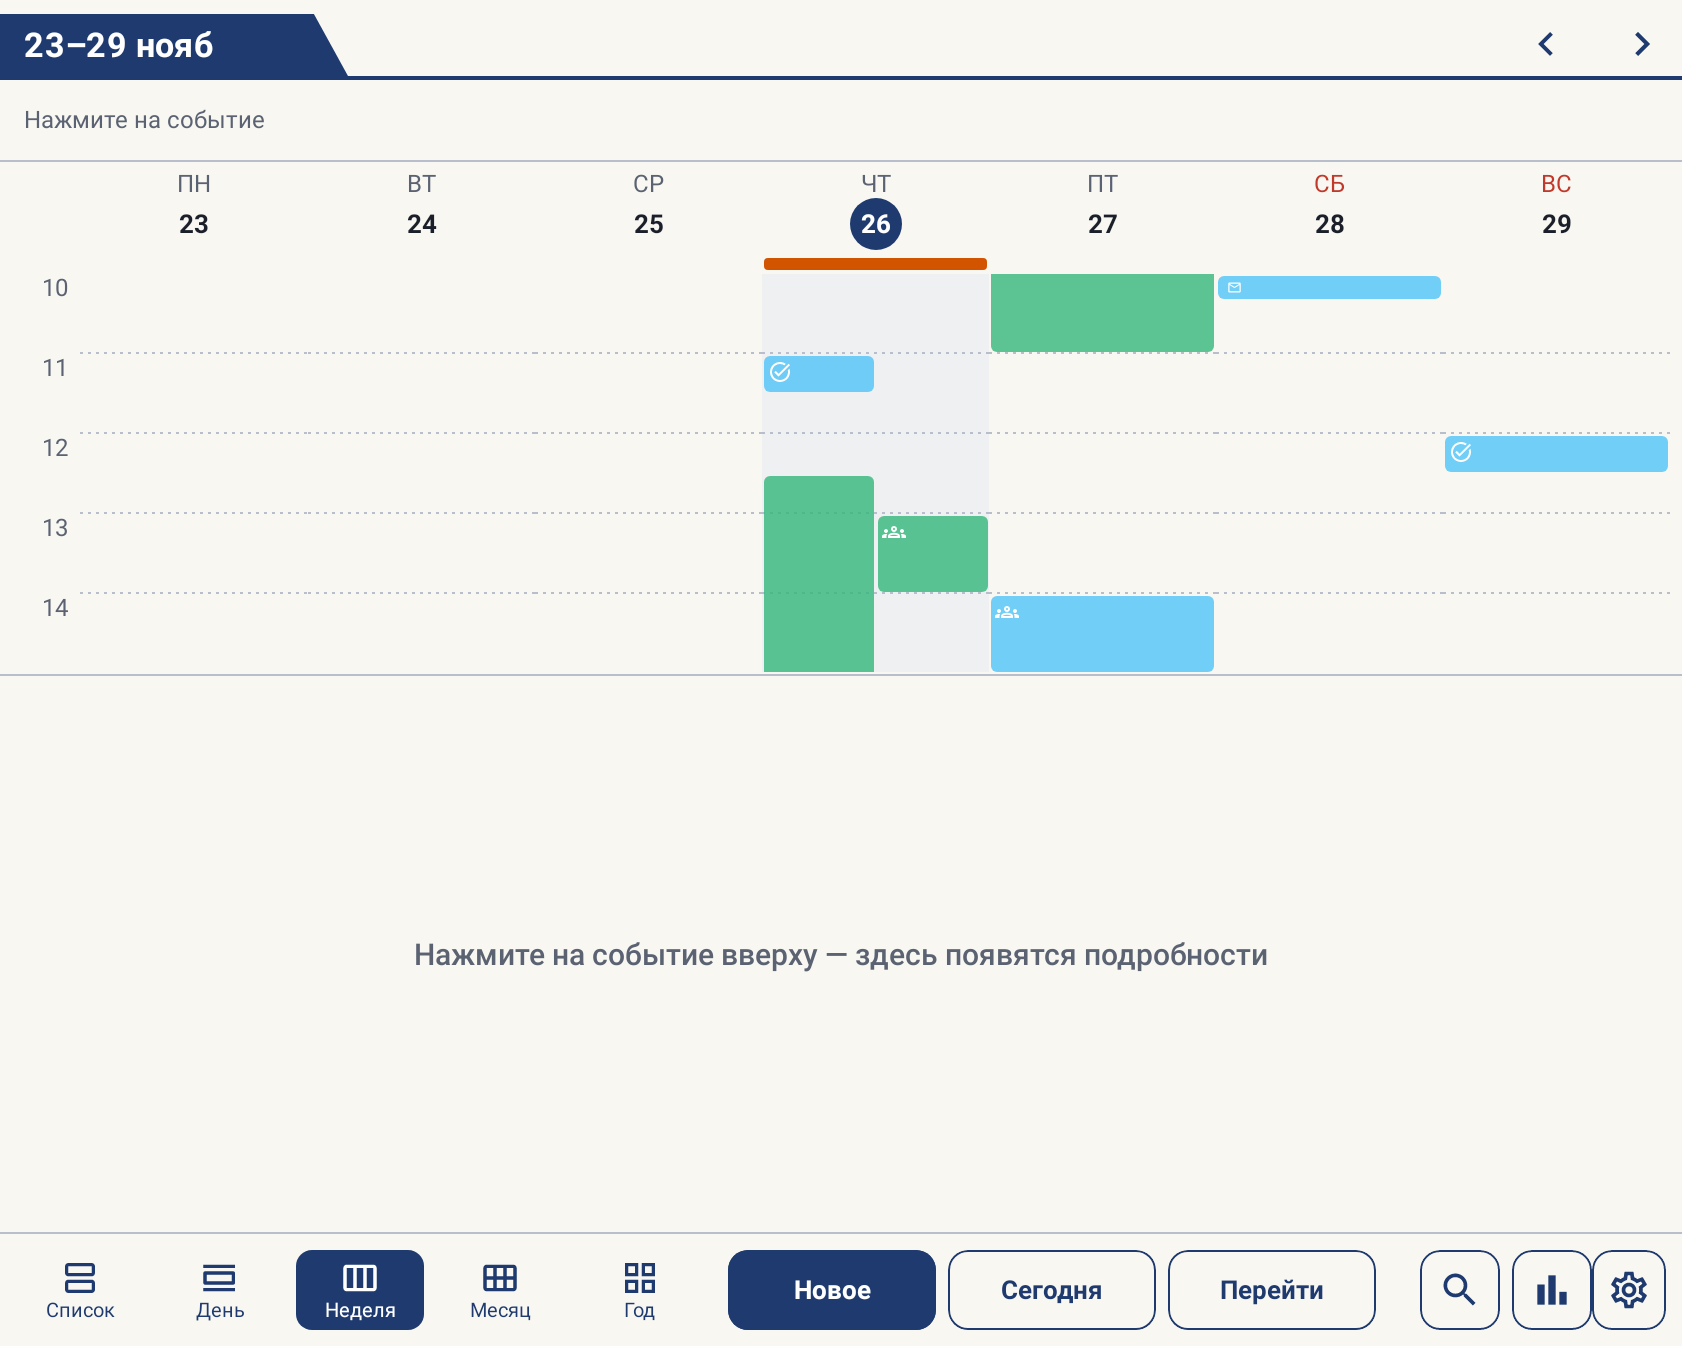 23–29 нояб
Нажмите на событие
ПН ВТ СР ЧТ ПТ СБ ВС
23 24 25 26 27 28 29
10
11
12
13
14
Нажмите на событие вверху — здесь появятся подробности
Список День Неделя Месяц Год Новое Сегодня Перейти